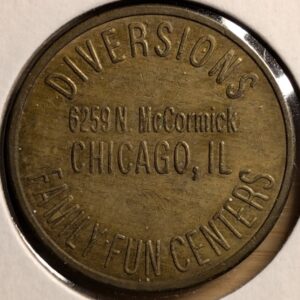 DIVERSIONS
6259 N. McCormick
CHICAGO, IL
FAMILY FUN CENTERS